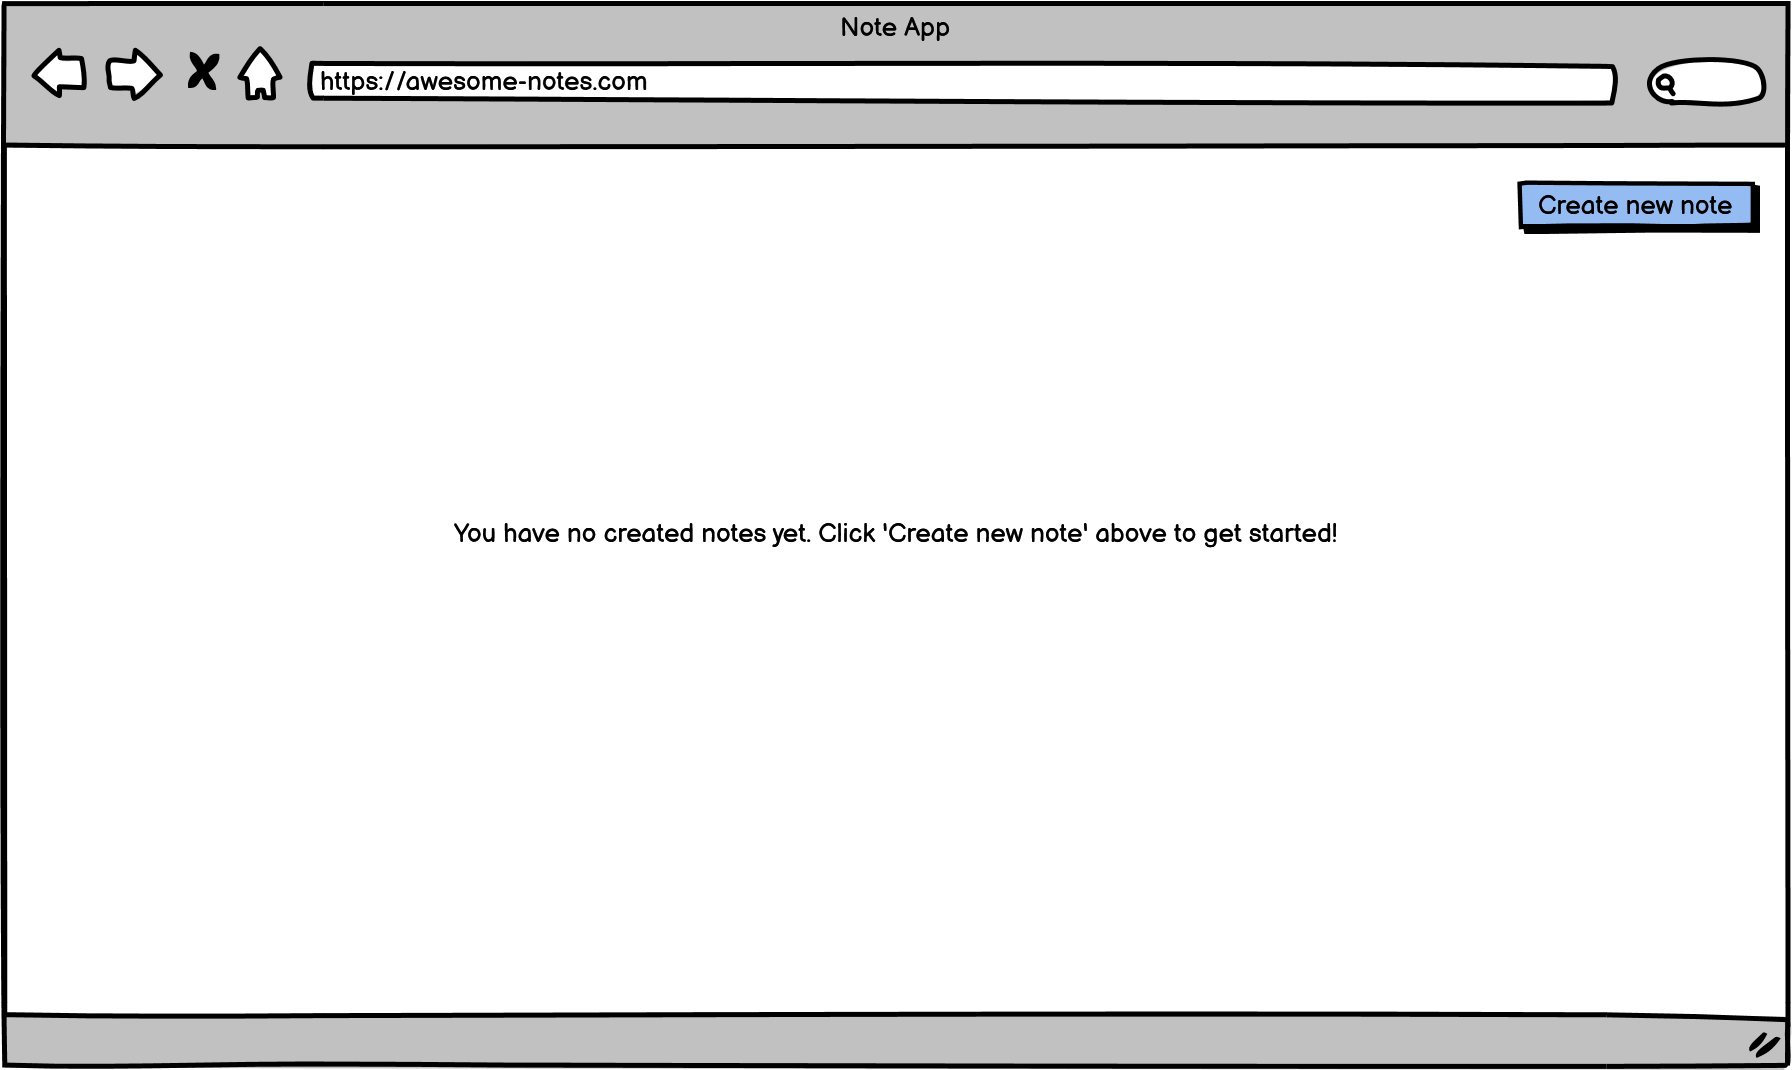 Note App
https://awesome-notes.com
Create new note
You have no created notes yet. Click 'Create new note' above to get started!